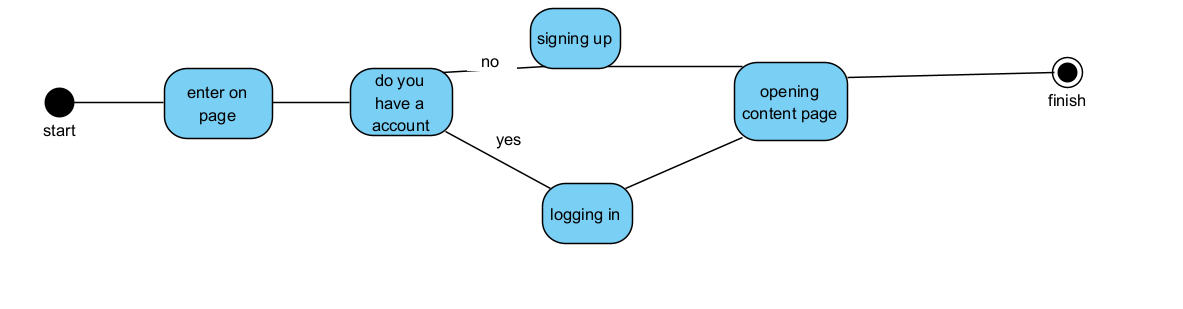 start
enter on
page
do you
have a
account
no
yes
signing up
logging in
opening
content page
finish